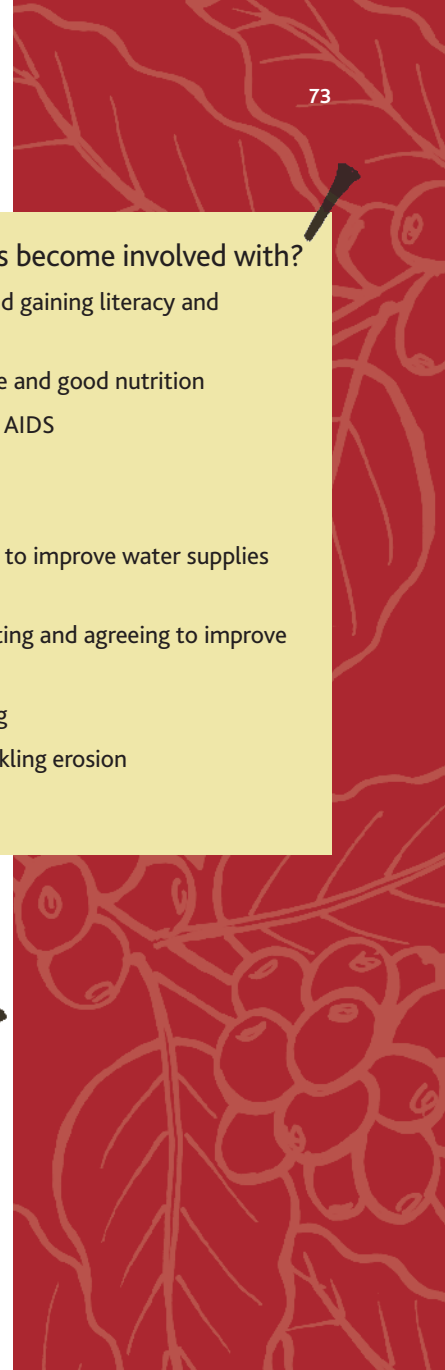 73
s become involved with?
d gaining literacy and
e and good nutrition
AIDS
to improve water supplies
ting and agreeing to improve
g
kling erosion